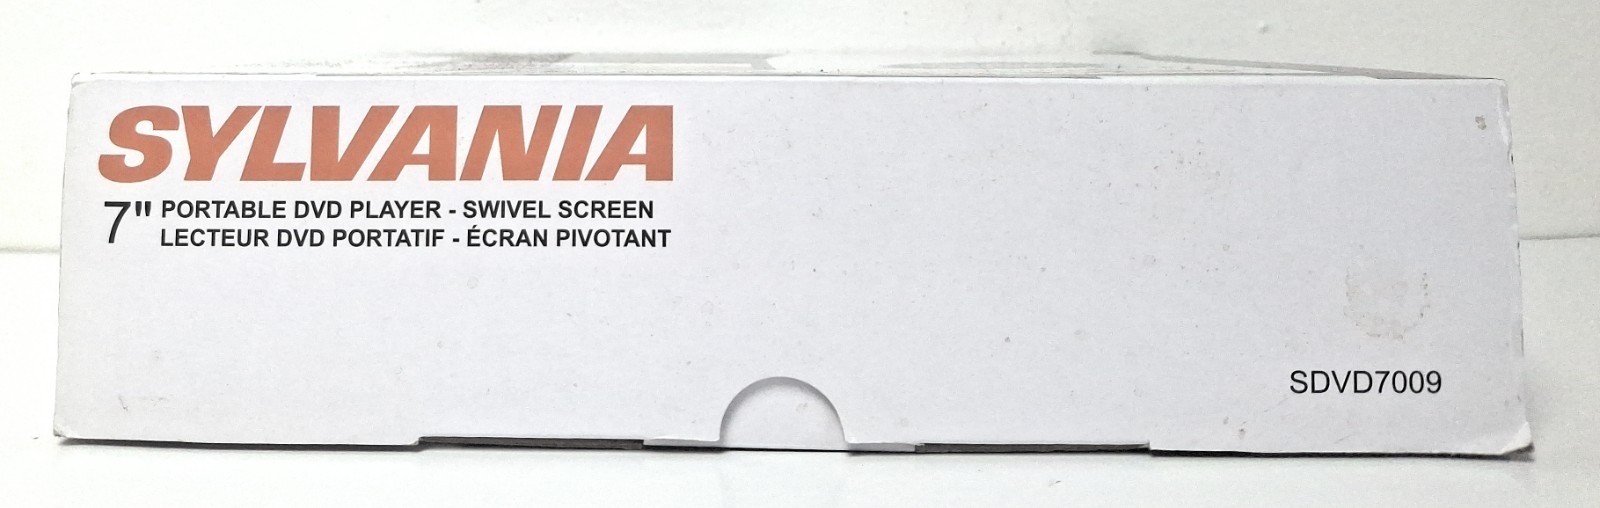 SYLVANIA
7" PORTABLE DVD PLAYER - SWIVEL SCREEN
LECTEUR DVD PORTATIF - ÉCRAN PIVOTANT
SDVD7009